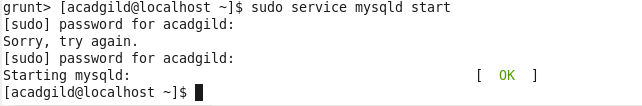 grunt> [acadgild@localhost ~]$ sudo service mysqld start
[sudo] password for acadgild:
Sorry, try again.
[sudo] password for acadgild:
Starting mysqld:                                           [  OK  ]
[acadgild@localhost ~]$